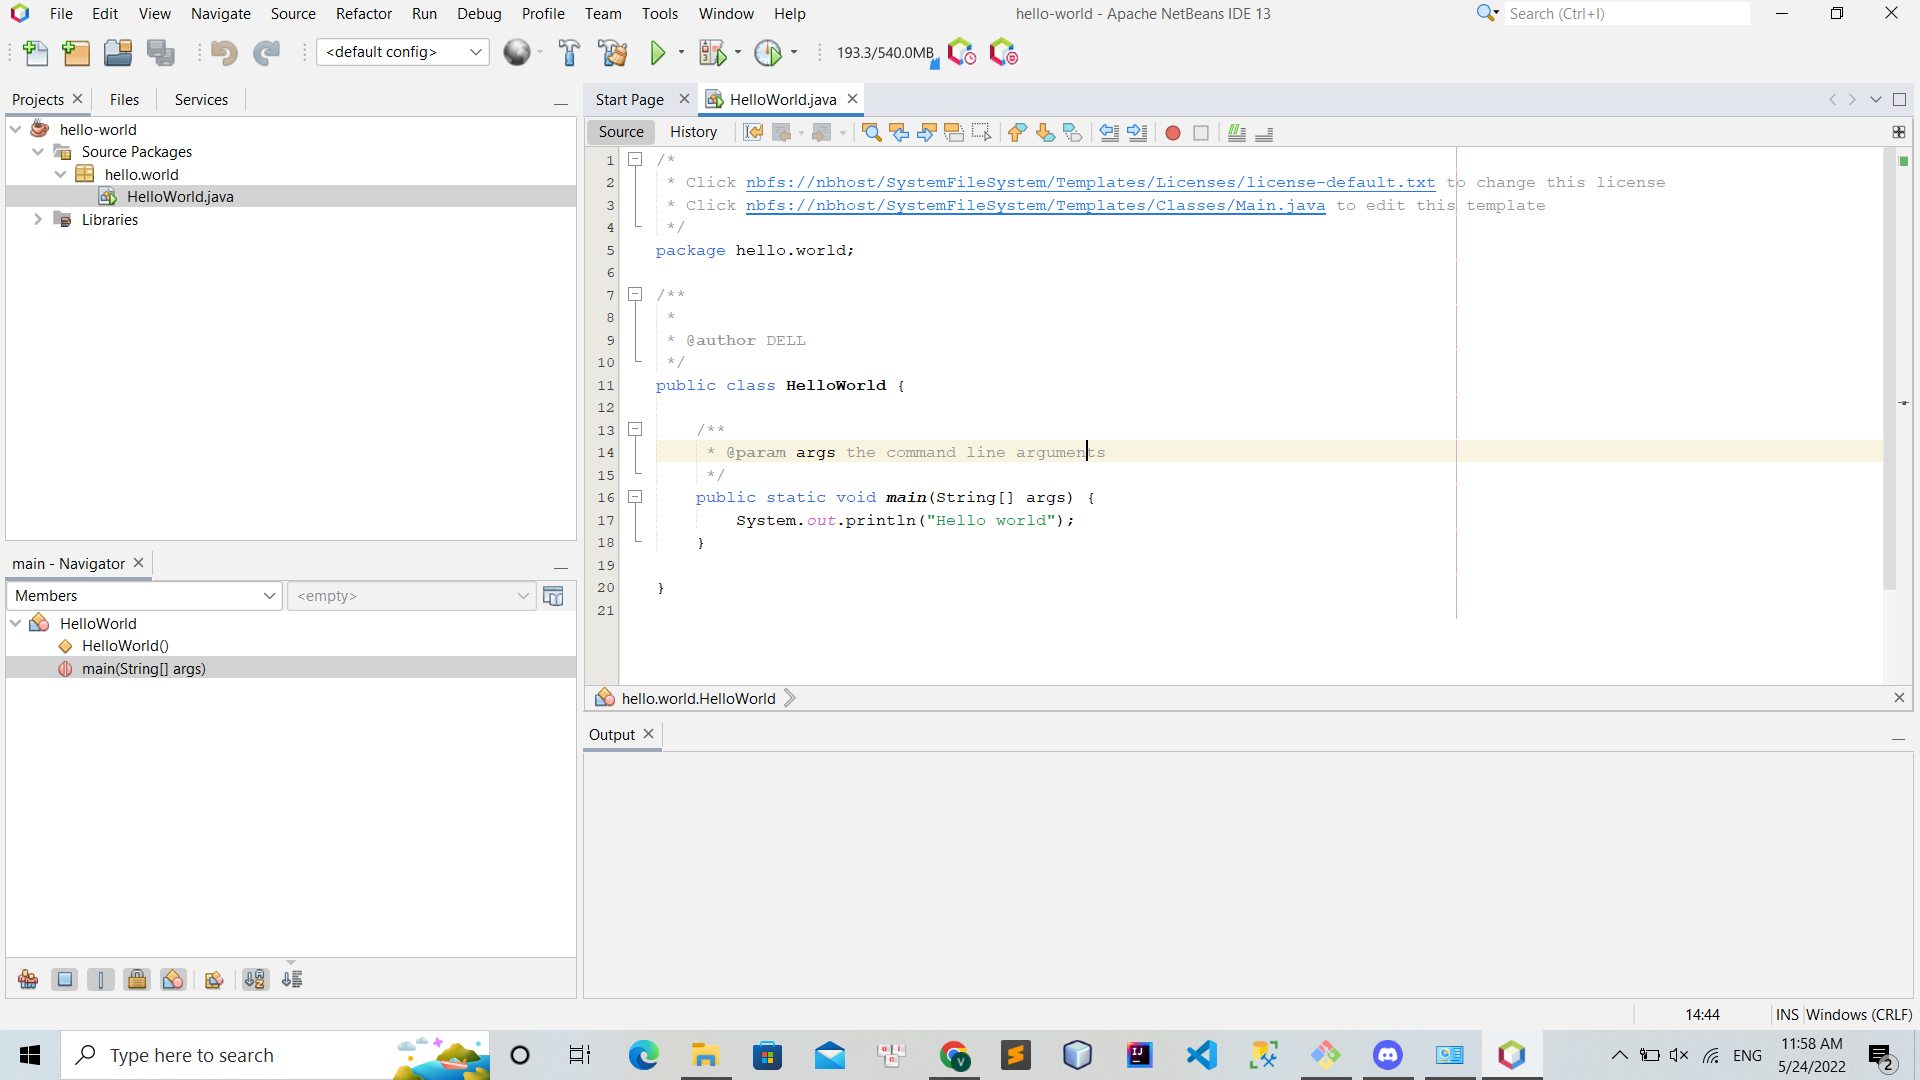 File Edit View Navigate Source Refactor Run Debug Profile Team Tools Window Help
hello-world - Apache NetBeans IDE 13
Search (Ctrl+I)
<default config>
193.3/540.0MB
Projects Files Services
hello-world
Source Packages
hello.world
HelloWorld.java
Libraries
main - Navigator
Members <empty>
HelloWorld
HelloWorld()
main(String[] args)
Start Page HelloWorld.java
Source History
1 /*
2 * Click nbfs://nbhost/SystemFileSystem/Templates/Licenses/license-default.txt to change this license
3 * Click nbfs://nbhost/SystemFileSystem/Templates/Classes/Main.java to edit this template
4 */
5 package hello.world;
6
7 /**
8 *
9 * @author DELL
10 */
11 public class HelloWorld {
12
13 /**
14 * @param args the command line arguments
15 */
16 public static void main(String[] args) {
17 System.out.println("Hello world");
18 }
19
20 }
21
hello.world.HelloWorld
Output
14:44 INS Windows (CRLF)
Type here to search
ENG
11:58 AM
5/24/2022
2